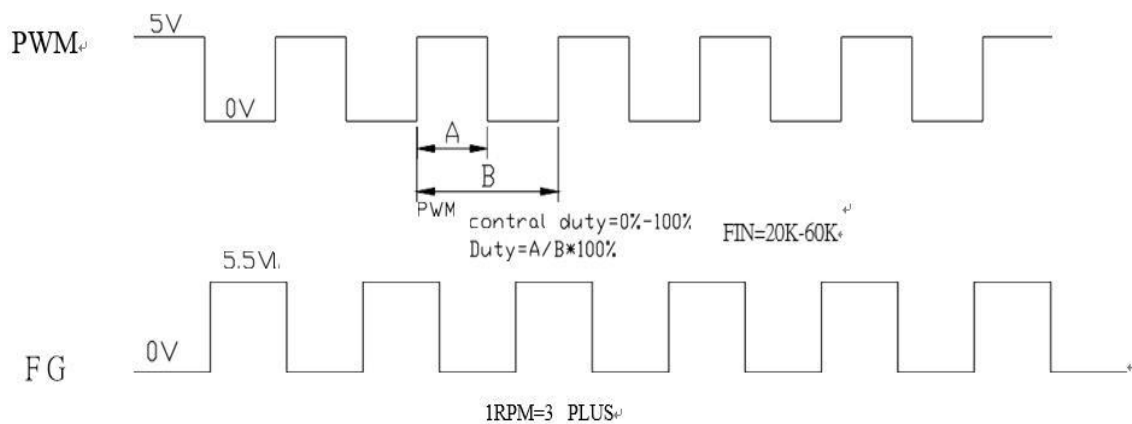 5V
PWM
0V
A
B
PWM
contral duty=0%-100%
FIN=20K-60K
Duty=A/B*100%
5.5V
0V
FG
1RPM=3 PLUS